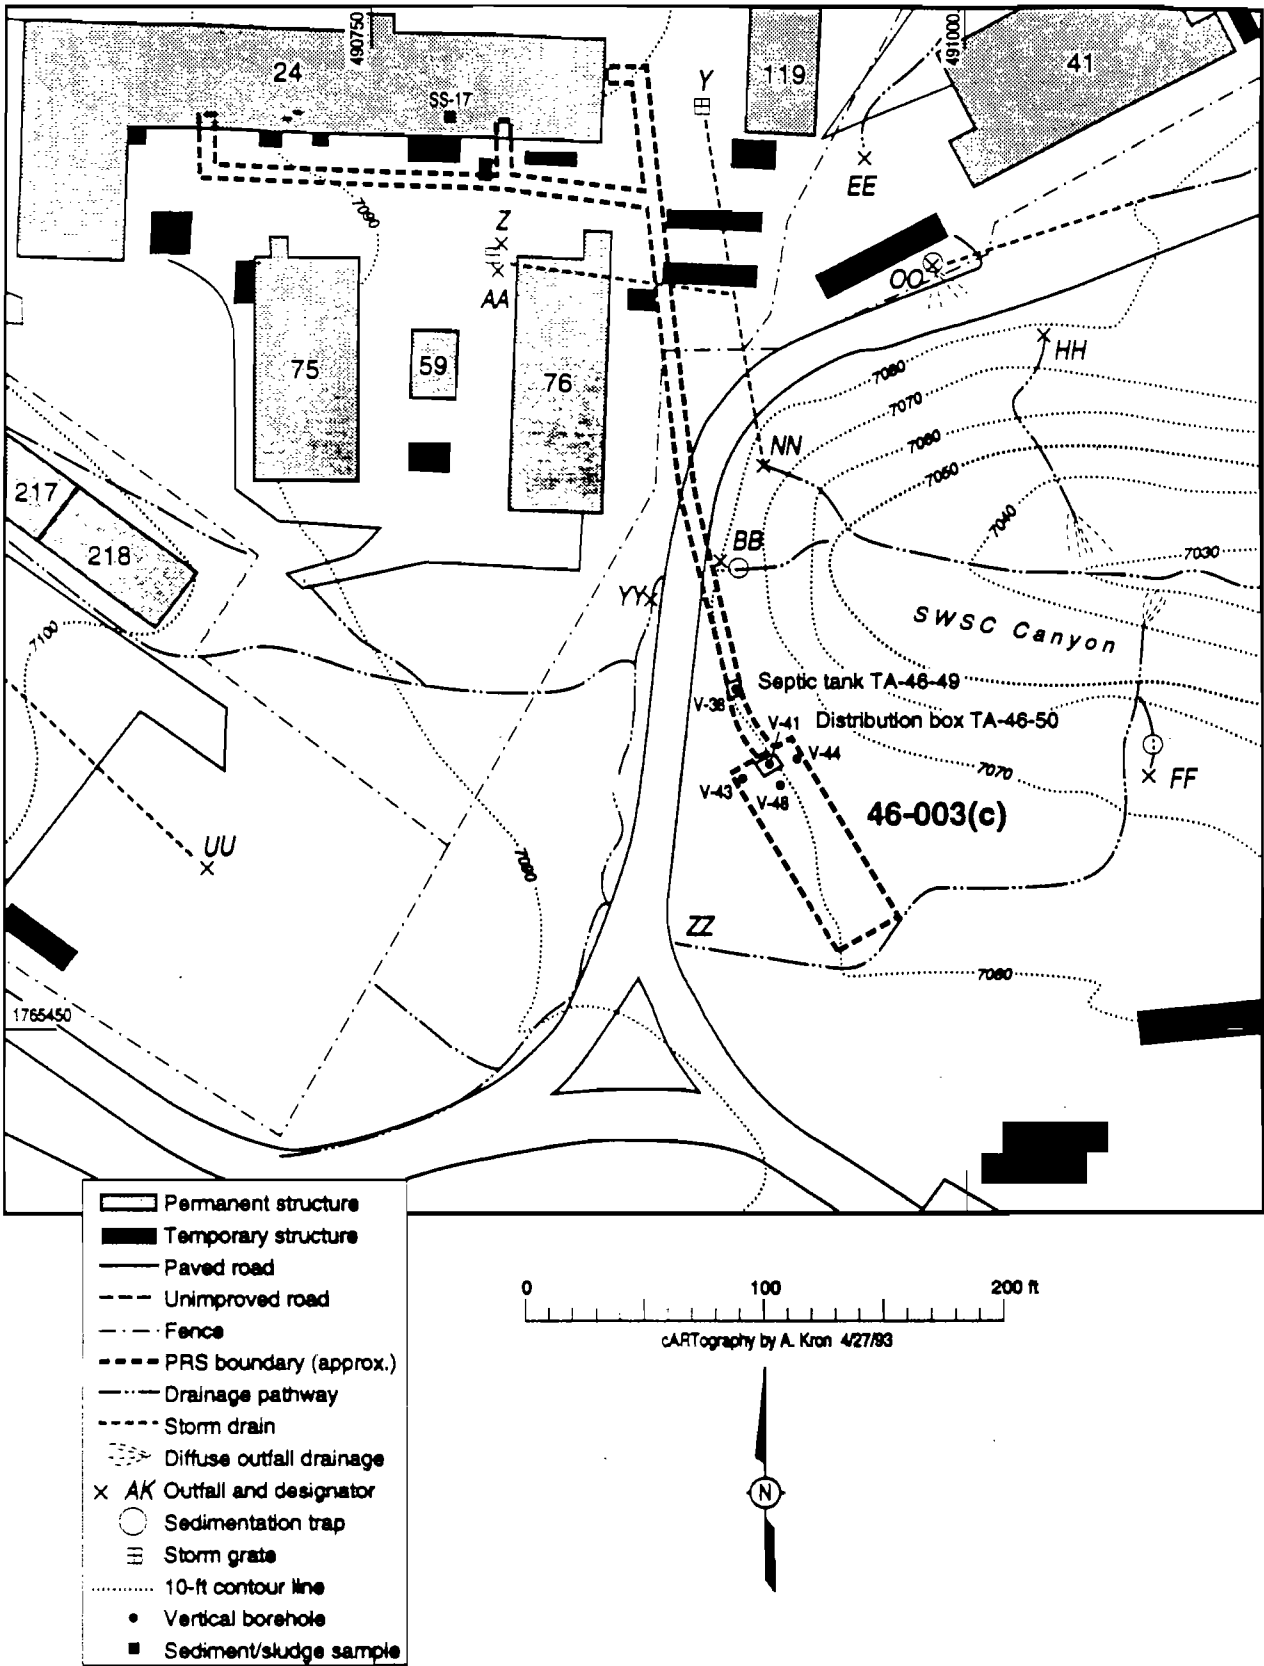 490750
491000
24
SS-17
Y
119
41
EE
7090
Z
AA
OO
75
59
76
HH
7080
7070
7060
7050
7040
7030
NN
BB
217
218
YY
SWSC Canyon
7100
Septic tank TA-46-49
V-38
V-41
Distribution box TA-46-50
V-44
V-43
V-48
7070
FF
46-003(c)
UU
7090
ZZ
7080
1765450
Permanent structure
Temporary structure
Paved road
Unimproved road
Fence
PRS boundary (approx.)
Drainage pathway
Storm drain
Diffuse outfall drainage
AK Outfall and designator
Sedimentation trap
Storm grate
10-ft contour line
Vertical borehole
Sediment/sludge sample
0 100 200 ft
cARTography by A. Kron 4/27/93
N